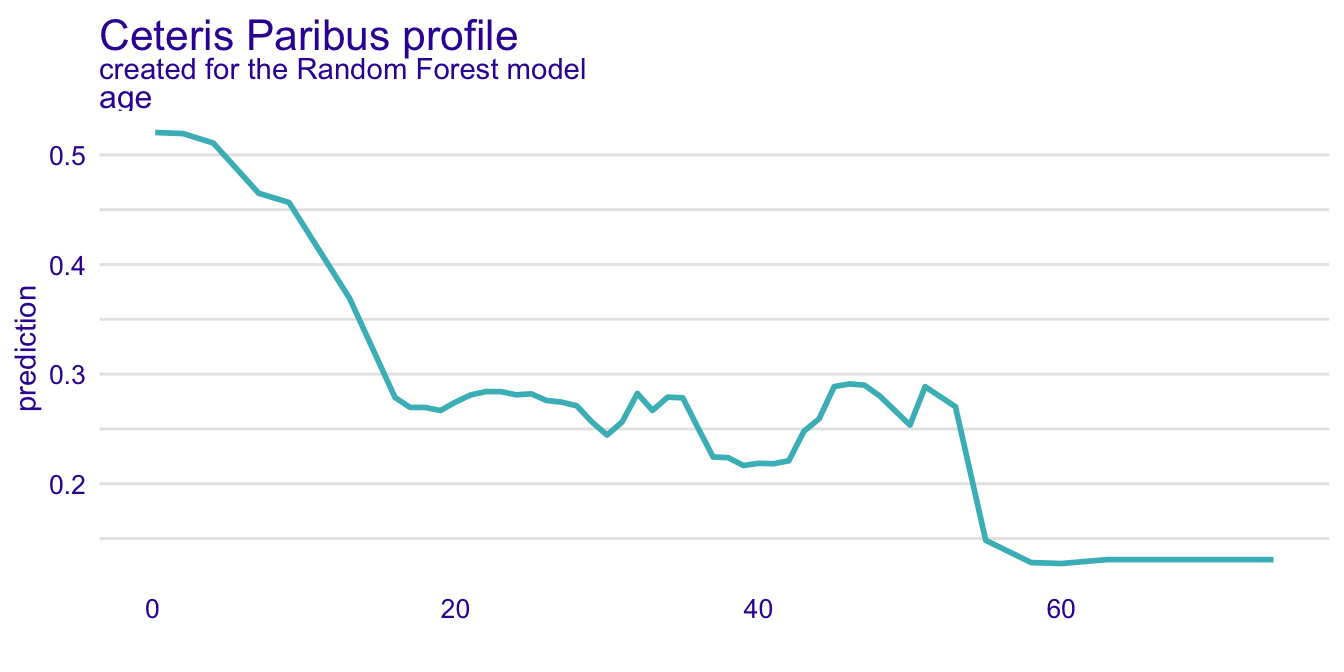 Ceteris Paribus profile
created for the Random Forest model
age
0.5
0.4
0.3
0.2
prediction
0 20 40 60